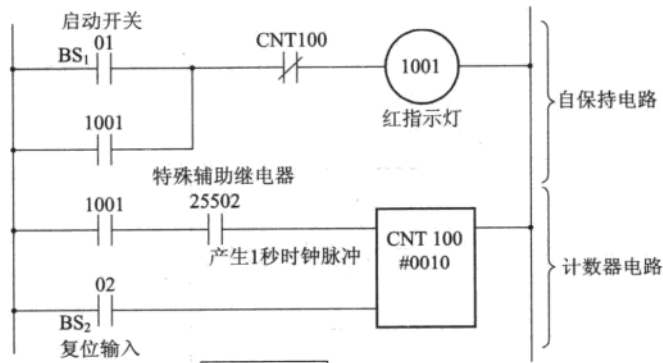 启动开关
01
CNT100
BS₁
1001
红指示灯
自保持电路
1001
特殊辅助继电器
1001
25502
产生1秒时钟脉冲
CNT 100
#0010
计数器电路
02
BS₂
复位输入